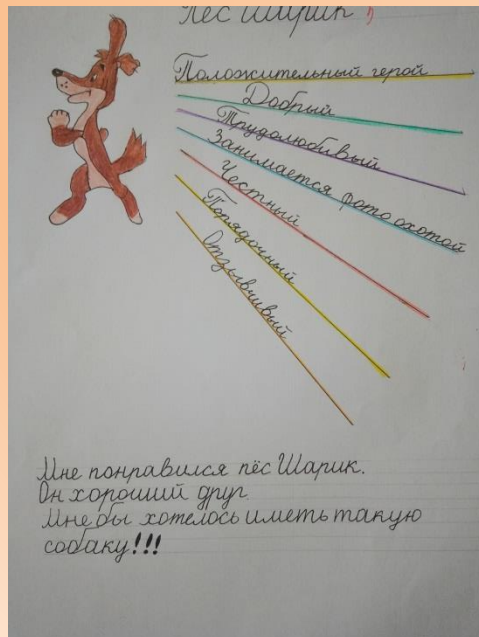 Пёс Шарик
Положительный герой
Добрый
Трудолюбивый
Занимается фотоохотой
Честный
Порядочный
Отзывчивый
Мне понравился пёс Шарик.
Он хороший друг.
Мне бы хотелось иметь такую
собаку!!!